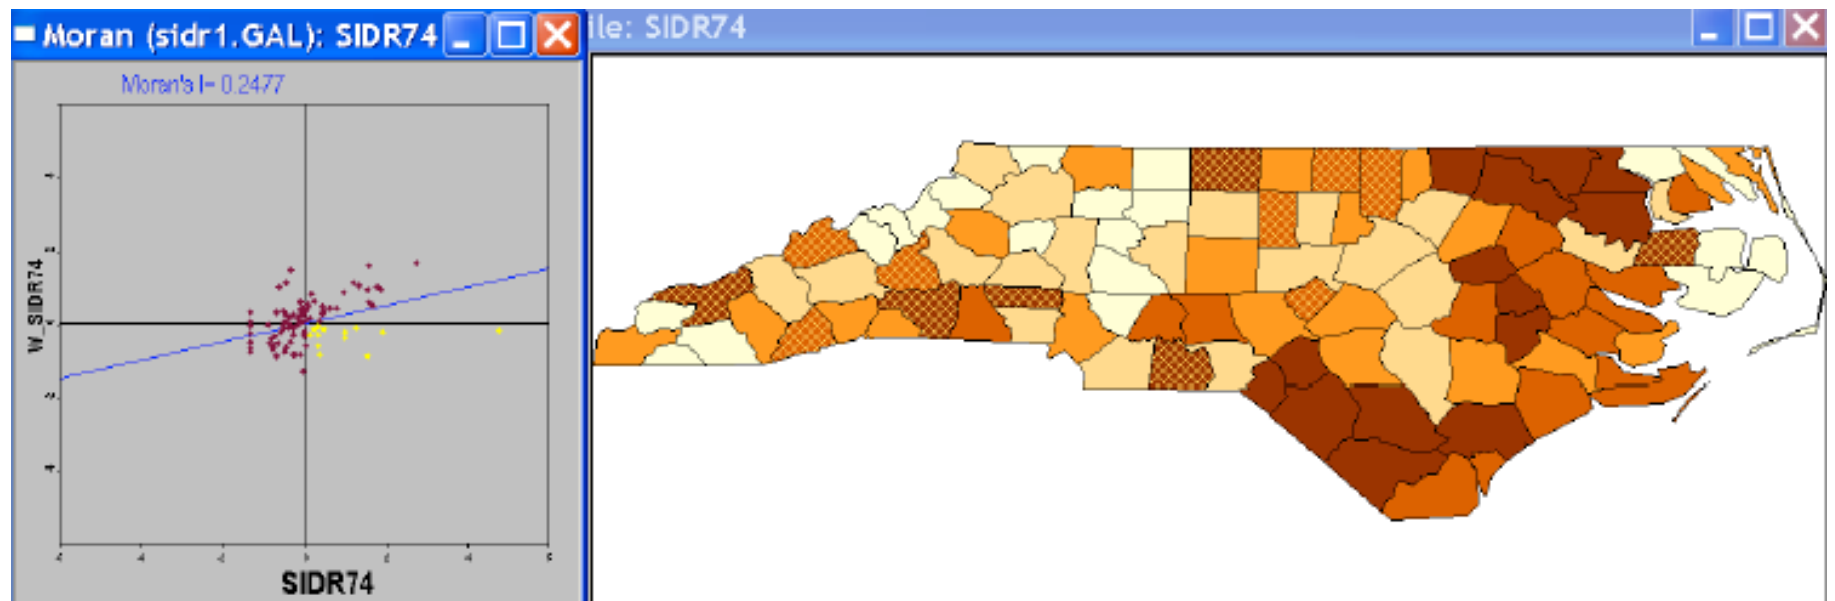 Moran (sidr1.GAL): SIDR74
ile: SIDR74
Moran's I= 0.2477
W_SIDR74
SIDR74